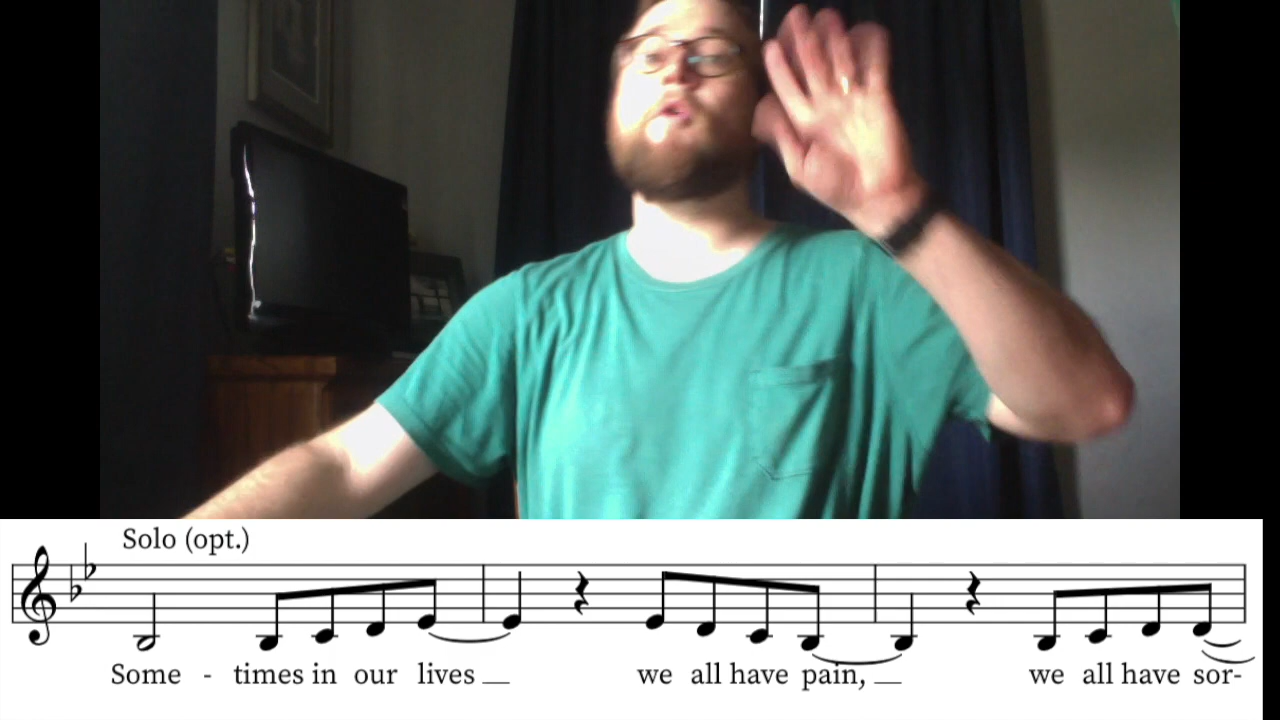 Solo (opt.)
Some - times in our lives __ we all have pain, __ we all have sor-